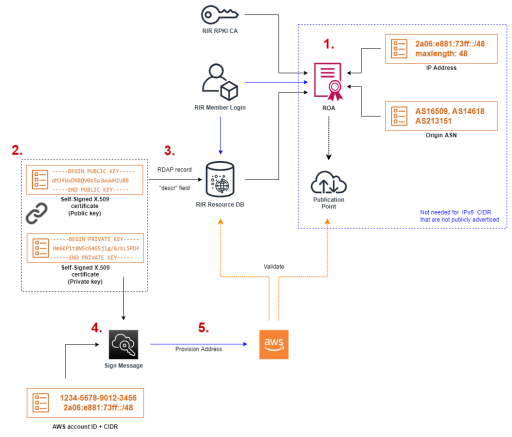 RIR RPKI CA
1.
2a06:e881:73ff::/48
maxlength: 48
IP Address
RIR Member Login
ROA
AS16509, AS14618
AS213151
Origin ASN
2.
3.
-----BEGIN PUBLIC KEY-----
-----END PUBLIC KEY-----
Self-Signed X.509
certificate
(Public key)
RDAP record
"descr" field
RIR Resource DB
Publication
Point
Not needed for IPv6 CIDR
that are not publicly advertised
-----BEGIN PRIVATE KEY-----
-----END PRIVATE KEY-----
Self-Signed X.509
certificate
(Private key)
Validate
4.
5.
Sign Message
Provision Address
aws
1234-5678-9012-3456
2a06:e881:73ff::/48
AWS account ID + CIDR